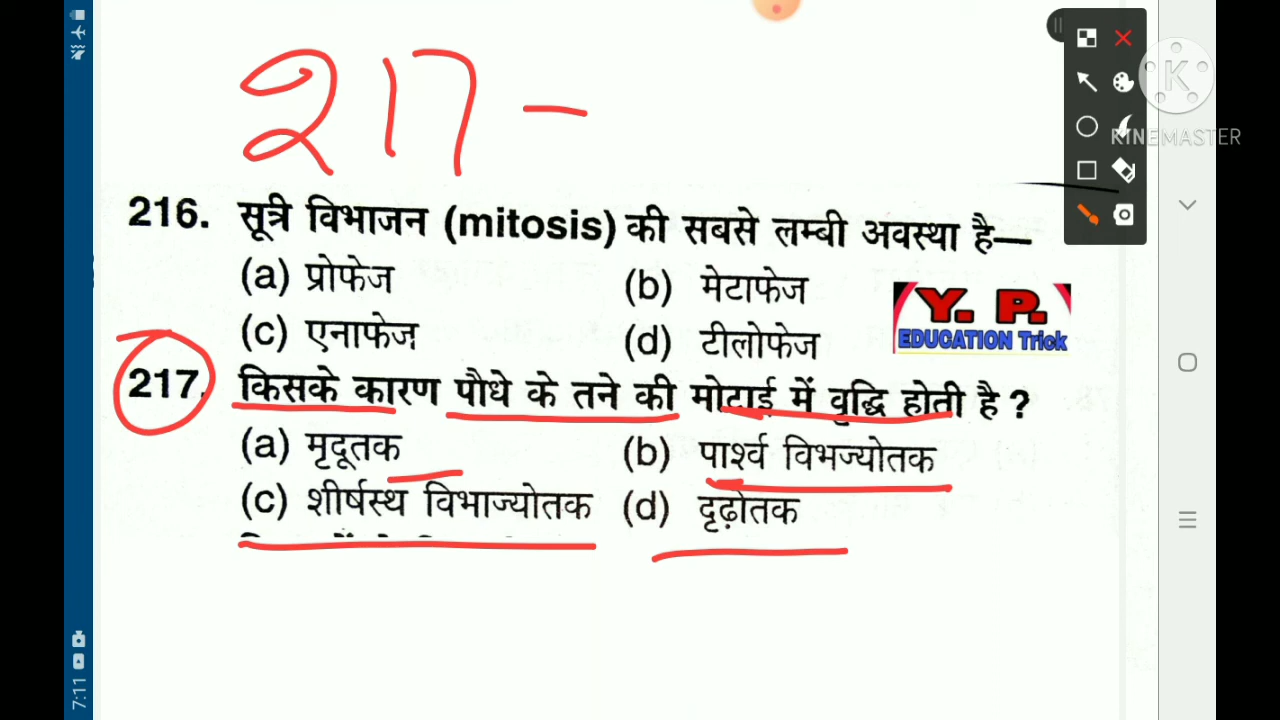 217 –
KINEMASTER
216. सूत्री विभाजन (mitosis) की सबसे लम्बी अवस्था है—
(a) प्रोफेज (b) मेटाफेज
(c) एनाफेज (d) टीलोफेज
Y. P.
EDUCATION Trick
217. किसके कारण पौधे के तने की मोटाई में वृद्धि होती है ?
(a) मृदूतक (b) पार्श्व विभज्योतक
(c) शीर्षस्थ विभाज्योतक (d) दृढ़ोतक
7:11